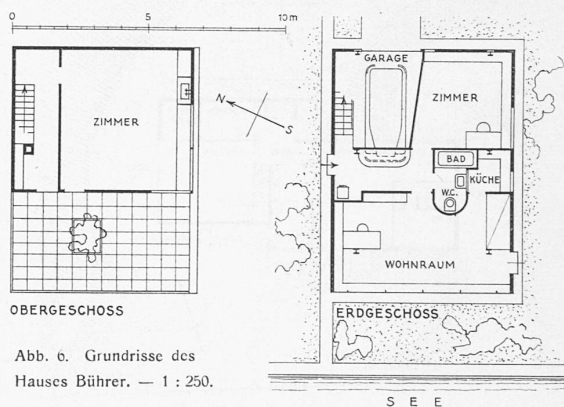 0 5 10 m
ZIMMER
N
S
OBERGESCHOSS
Abb. 6. Grundrisse des
Hauses Bührer. — 1 : 250.
GARAGE
ZIMMER
BAD
KÜCHE
W.C.
WOHNRAUM
ERDGESCHOSS
SEE